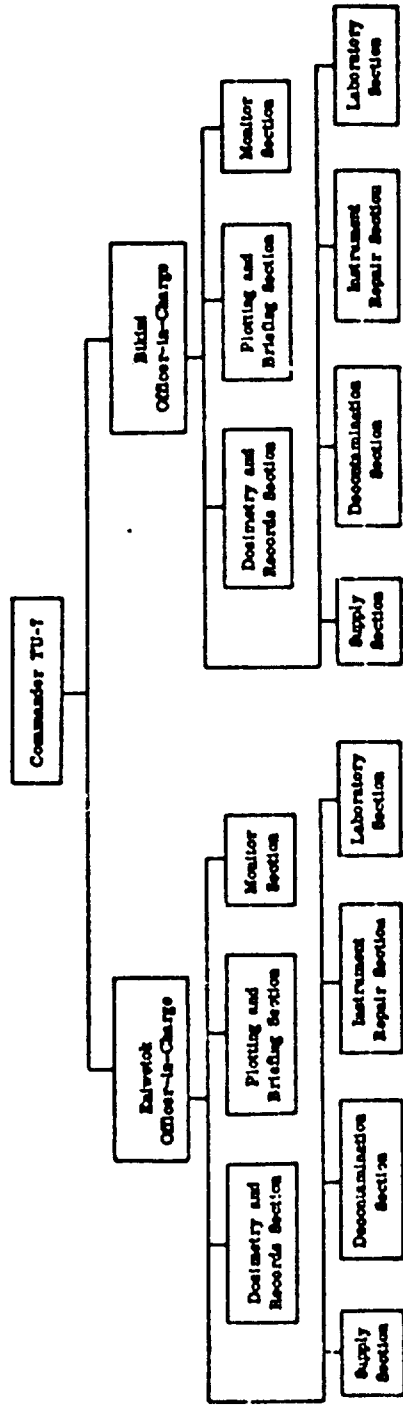 Commander TU-7
Eniwetok
Officer-in-Charge
Bikini
Officer-in-Charge
Dosimetry and
Records Section
Plotting and
Briefing Section
Monitor
Section
Dosimetry and
Records Section
Plotting and
Briefing Section
Monitor
Section
Supply
Section
Decontamination
Section
Instrument
Repair Section
Laboratory
Section
Supply
Section
Decontamination
Section
Instrument
Repair Section
Laboratory
Section